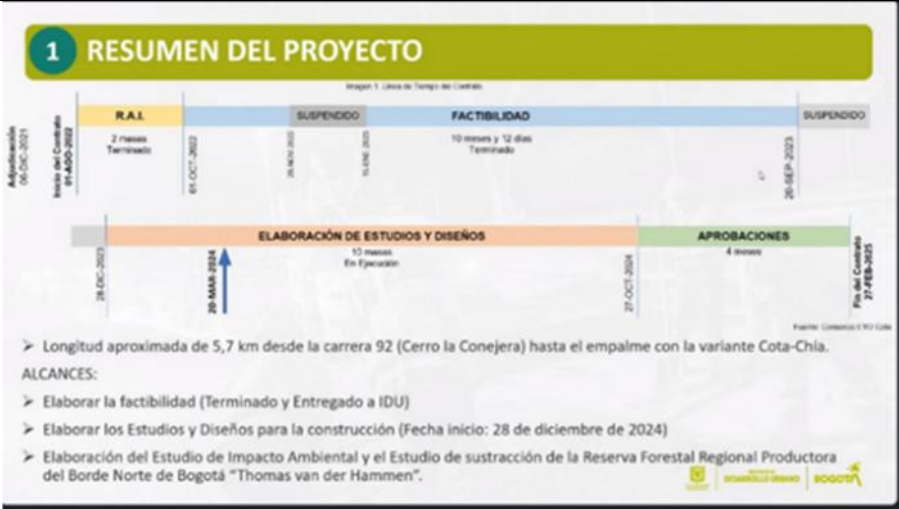 1 RESUMEN DEL PROYECTO
Imagen 1. Línea de Tiempo del Contrato
R.A.I.
SUSPENDIDO
FACTIBILIDAD
SUSPENDIDO
2 meses
Terminado
10 meses y 12 días
Terminado
Adjudicación
06-DIC-2021
Inicio del Contrato
01-AGO-2022
01-OCT-2022
20-SEP-2023
ELABORACIÓN DE ESTUDIOS Y DISEÑOS
APROBACIONES
10 meses
En Ejecución
4 meses
28-DIC-2023
20-MAR-2024
27-OCT-2024
Fin del Contrato
27-FEB-2025
➢ Longitud aproximada de 5,7 km desde la carrera 92 (Cerro la Conejera) hasta el empalme con la variante Cota-Chía.
ALCANCES:
➢ Elaborar la factibilidad (Terminado y Entregado a IDU)
➢ Elaborar los Estudios y Diseños para la construcción (Fecha inicio: 28 de diciembre de 2024)
➢ Elaboración del Estudio de Impacto Ambiental y el Estudio de sustracción de la Reserva Forestal Regional Productora
del Borde Norte de Bogotá “Thomas van der Hammen”.
DESARROLLO URBANO
BOGOTÁ